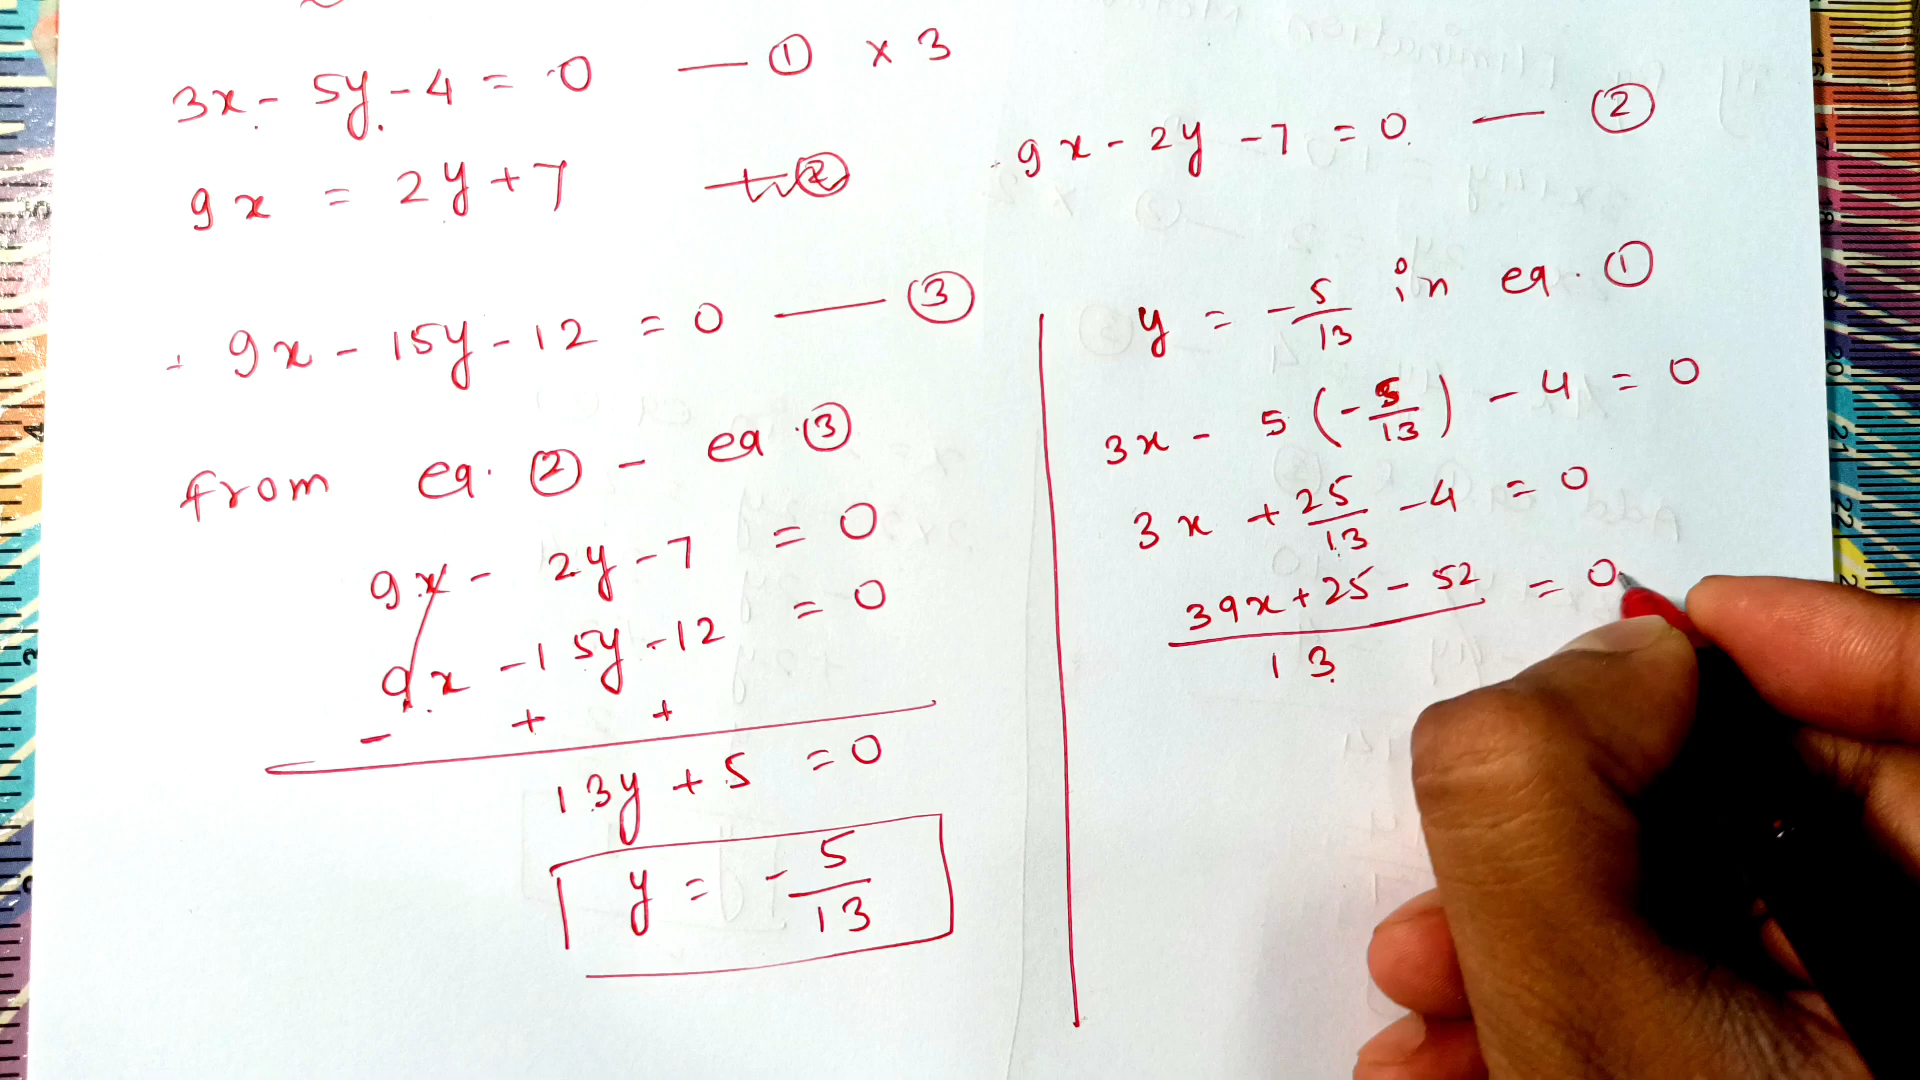 3x - 5y - 4 = 0 — ① × 3
9x = 2y + 7
9x - 2y - 7 = 0 — ②
9x - 15y - 12 = 0 — ③
from eq. ② - eq ③
9x - 2y - 7 = 0
9x - 15y - 12 = 0
- + +
13y + 5 = 0
y = - 5/13
y = - 5/13 in eq. ①
3x - 5 (- 5/13) - 4 = 0
3x + 25/13 - 4 = 0
39x + 25 - 52 = 0
13